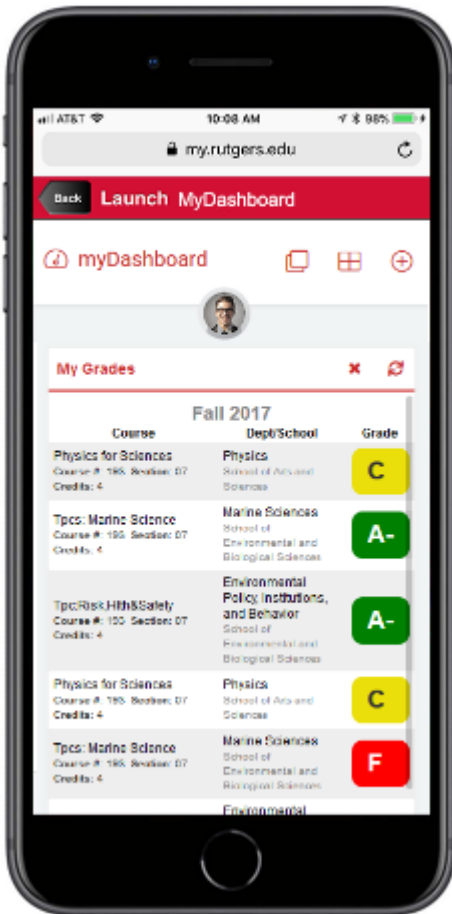 AT&T 10:08 AM 98%
my.rutgers.edu
Back Launch MyDashboard
myDashboard
My Grades
Fall 2017
Course Dept/School Grade
Physics for Sciences Physics
Course #: 193 Section: 07 School of Arts and
Credits: 4 Sciences
C
Tpcs: Marine Science Marine Sciences
Course #: 193 Section: 07 School of
Credits: 4 Environmental and
Biological Sciences
A-
Environmental
Policy, Institutions,
Tpc:Risk,Hlth&Safety and Behavior
Course #: 193 Section: 07 School of
Credits: 4 Environmental and
Biological Sciences
A-
Physics for Sciences Physics
Course #: 193 Section: 07 School of Arts and
Credits: 4 Sciences
C
Tpcs: Marine Science Marine Sciences
Course #: 193 Section: 07 School of
Credits: 4 Environmental and
Biological Sciences
F
Environmental